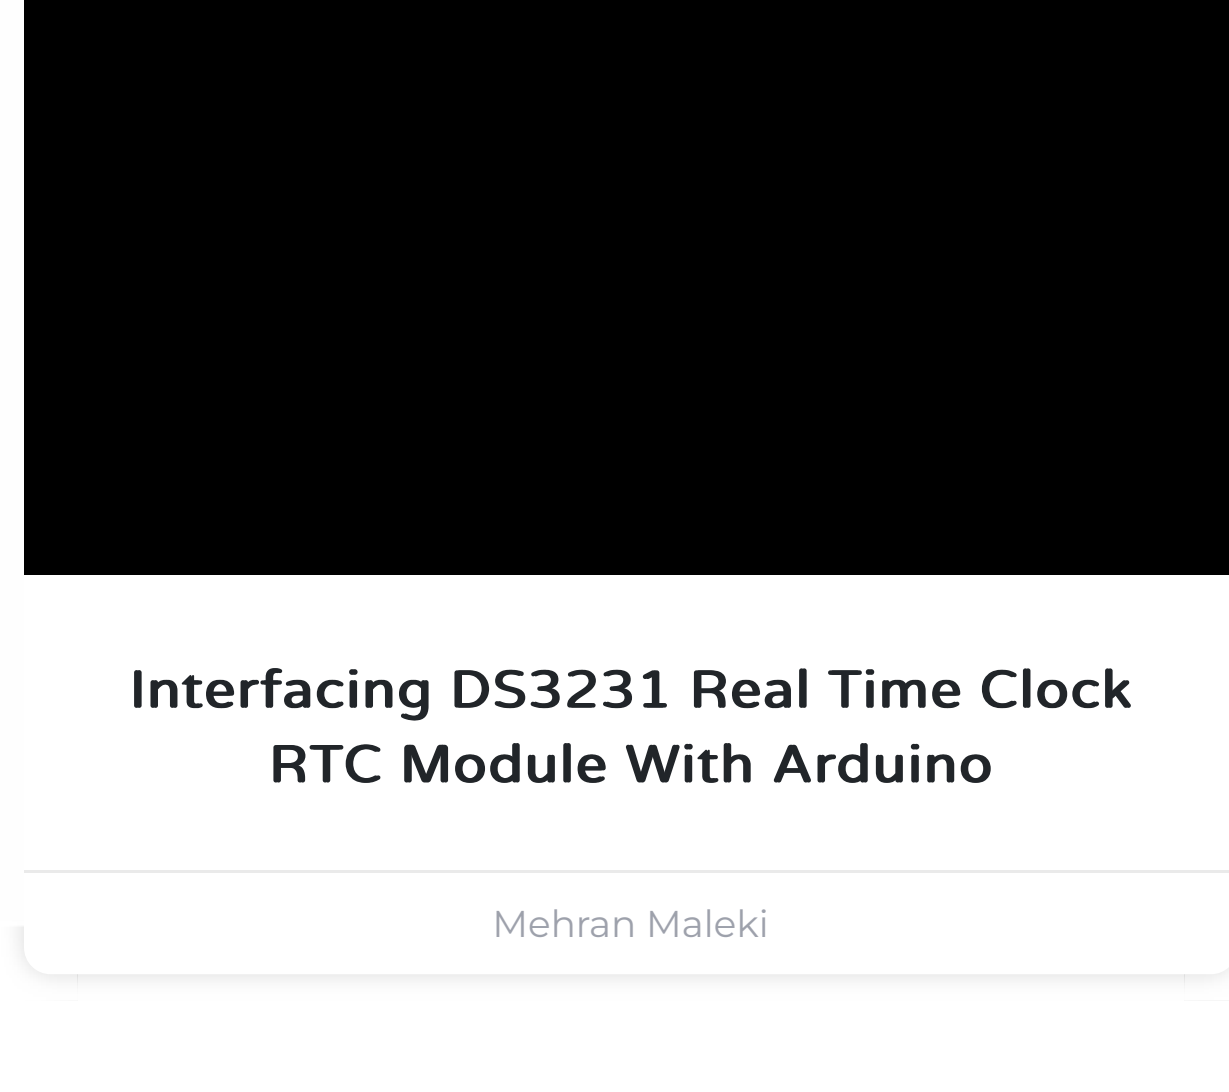 Interfacing DS3231 Real Time Clock
RTC Module With Arduino
Mehran Maleki